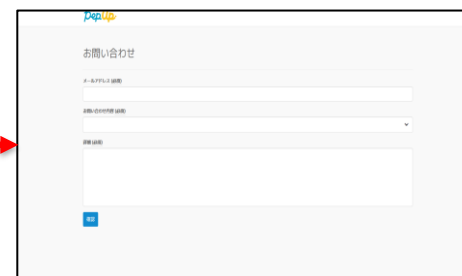 PepUp
お問い合わせ
メールアドレス (必須)
お問い合わせ内容 (必須)
詳細 (必須)
確認